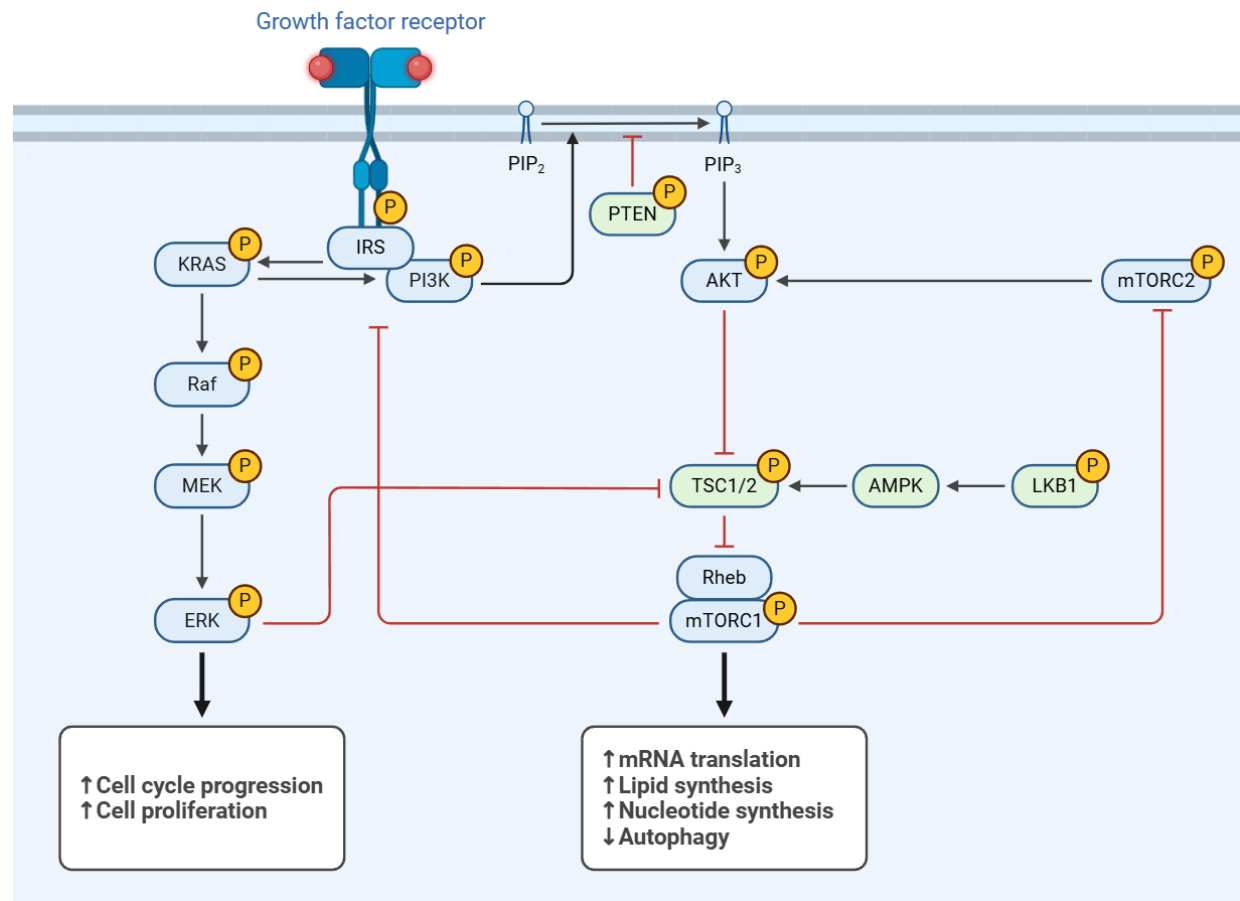 Growth factor receptor
PIP₂
PIP₃
P
PTEN
P
IRS
KRAS
P
PI3K
P
AKT
P
mTORC2
P
Raf
P
MEK
P
TSC1/2
P
AMPK
LKB1
P
Rheb
ERK
P
mTORC1
P
↑Cell cycle progression
↑Cell proliferation
↑mRNA translation
↑Lipid synthesis
↑Nucleotide synthesis
↓Autophagy